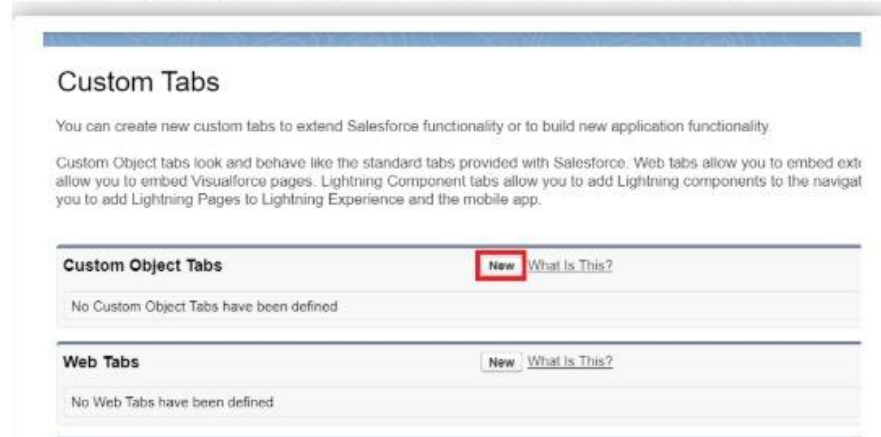 Custom Tabs
You can create new custom tabs to extend Salesforce functionality or to build new application functionality.
Custom Object tabs look and behave like the standard tabs provided with Salesforce. Web tabs allow you to embed exte
allow you to embed Visualforce pages. Lightning Component tabs allow you to add Lightning components to the navigat
you to add Lightning Pages to Lightning Experience and the mobile app.
Custom Object Tabs New What Is This?
No Custom Object Tabs have been defined
Web Tabs New What Is This?
No Web Tabs have been defined